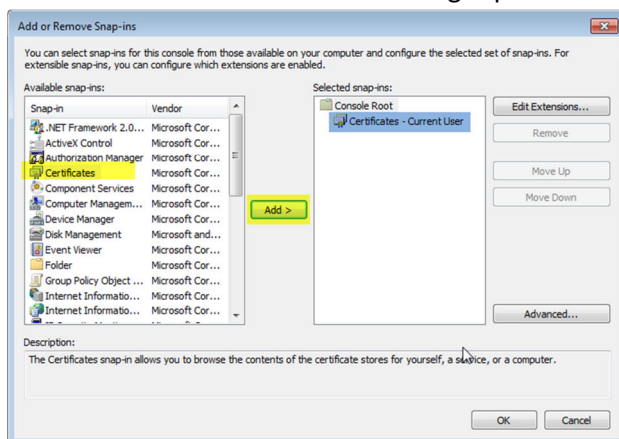 Add or Remove Snap-ins
You can select snap-ins for this console from those available on your computer and configure the selected set of snap-ins. For
extensible snap-ins, you can configure which extensions are enabled.
Available snap-ins:
Snap-in Vendor
.NET Framework 2.0... Microsoft Cor...
ActiveX Control Microsoft Cor...
Authorization Manager Microsoft Cor...
Certificates Microsoft Cor...
Component Services Microsoft Cor...
Computer Managem... Microsoft Cor...
Device Manager Microsoft Cor...
Disk Management Microsoft and...
Event Viewer Microsoft Cor...
Folder Microsoft Cor...
Group Policy Object ... Microsoft Cor...
Internet Informatio... Microsoft Cor...
Internet Informatio... Microsoft Cor...
Add >
Selected snap-ins:
Console Root
Certificates - Current User
Edit Extensions...
Remove
Move Up
Move Down
Advanced...
Description:
The Certificates snap-in allows you to browse the contents of the certificate stores for yourself, a service, or a computer.
OK Cancel